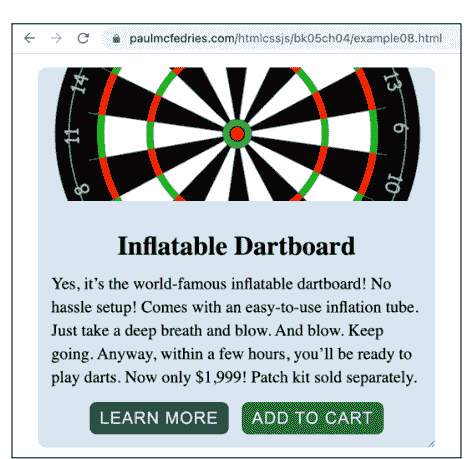 paulmcfedries.com/htmlcssjs/bk05ch04/example08.html
14
13
11
6
8
10
Inflatable Dartboard
Yes, it’s the world-famous inflatable dartboard! No
hassle setup! Comes with an easy-to-use inflation tube.
Just take a deep breath and blow. And blow. Keep
going. Anyway, within a few hours, you’ll be ready to
play darts. Now only $1,999! Patch kit sold separately.
LEARN MORE
ADD TO CART